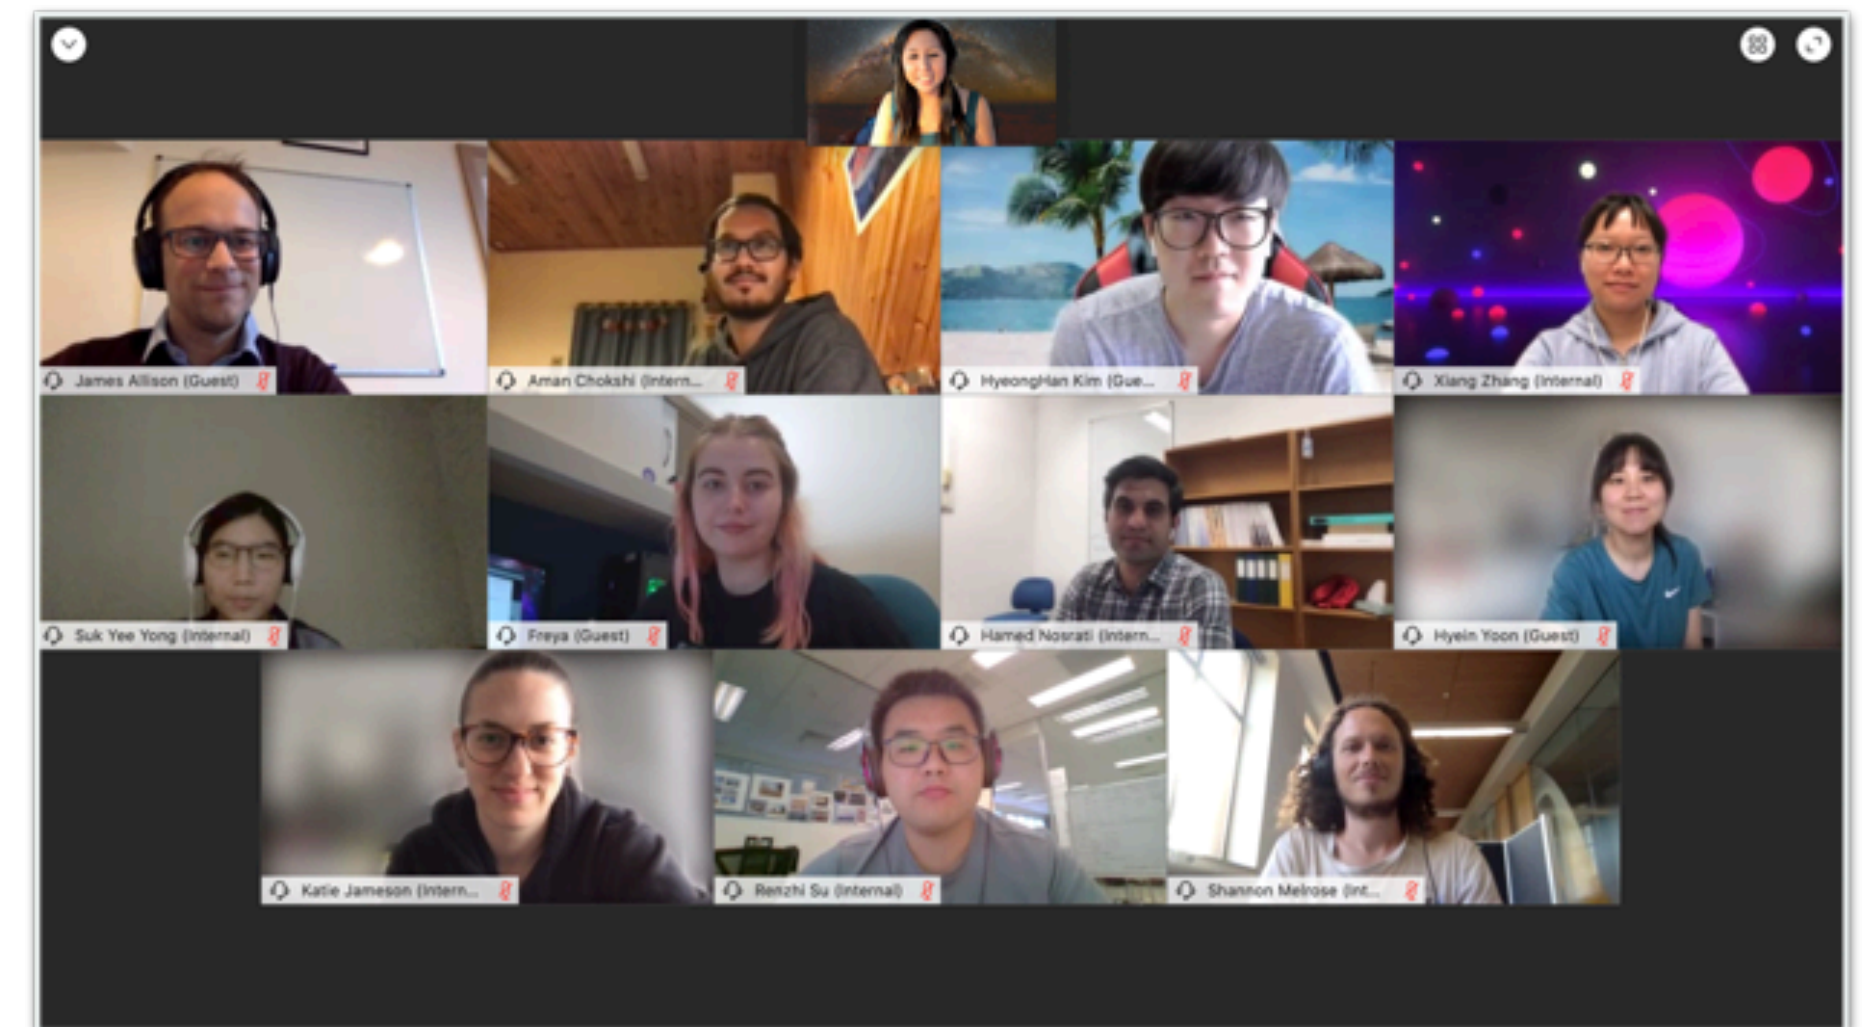 James Allison (Guest)
Aman Chokshi (Intern...
HyeongHan Kim (Gue...
Xiang Zhang (Internal)
Suk Yee Yong (Internal)
Freya (Guest)
Hamed Nosrati (Intern...
Hyein Yoon (Guest)
Katie Jameson (Intern...
Renzhi Su (Internal)
Shannon Melrose (Int...